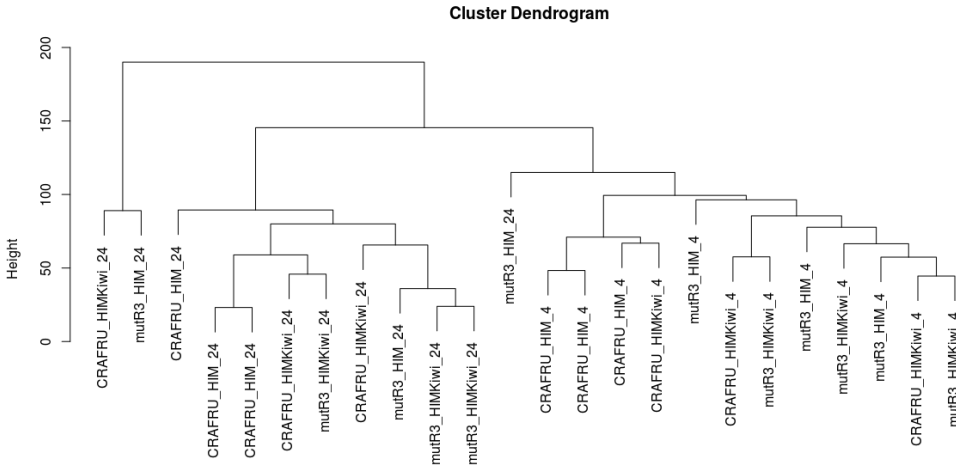 Cluster Dendrogram
Height
200
150
100
50
0
CRAFRU_HIMKiwi_24
mutR3_HIM_24
CRAFRU_HIM_24
CRAFRU_HIM_24
CRAFRU_HIM_24
CRAFRU_HIMKiwi_24
mutR3_HIMKiwi_24
CRAFRU_HIMKiwi_24
mutR3_HIM_24
mutR3_HIMKiwi_24
mutR3_HIMKiwi_24
mutR3_HIM_24
CRAFRU_HIM_4
CRAFRU_HIM_4
CRAFRU_HIM_4
CRAFRU_HIMKiwi_4
mutR3_HIM_4
CRAFRU_HIMKiwi_4
mutR3_HIMKiwi_4
mutR3_HIM_4
mutR3_HIMKiwi_4
mutR3_HIM_4
CRAFRU_HIMKiwi_4
mutR3_HIMKiwi_4